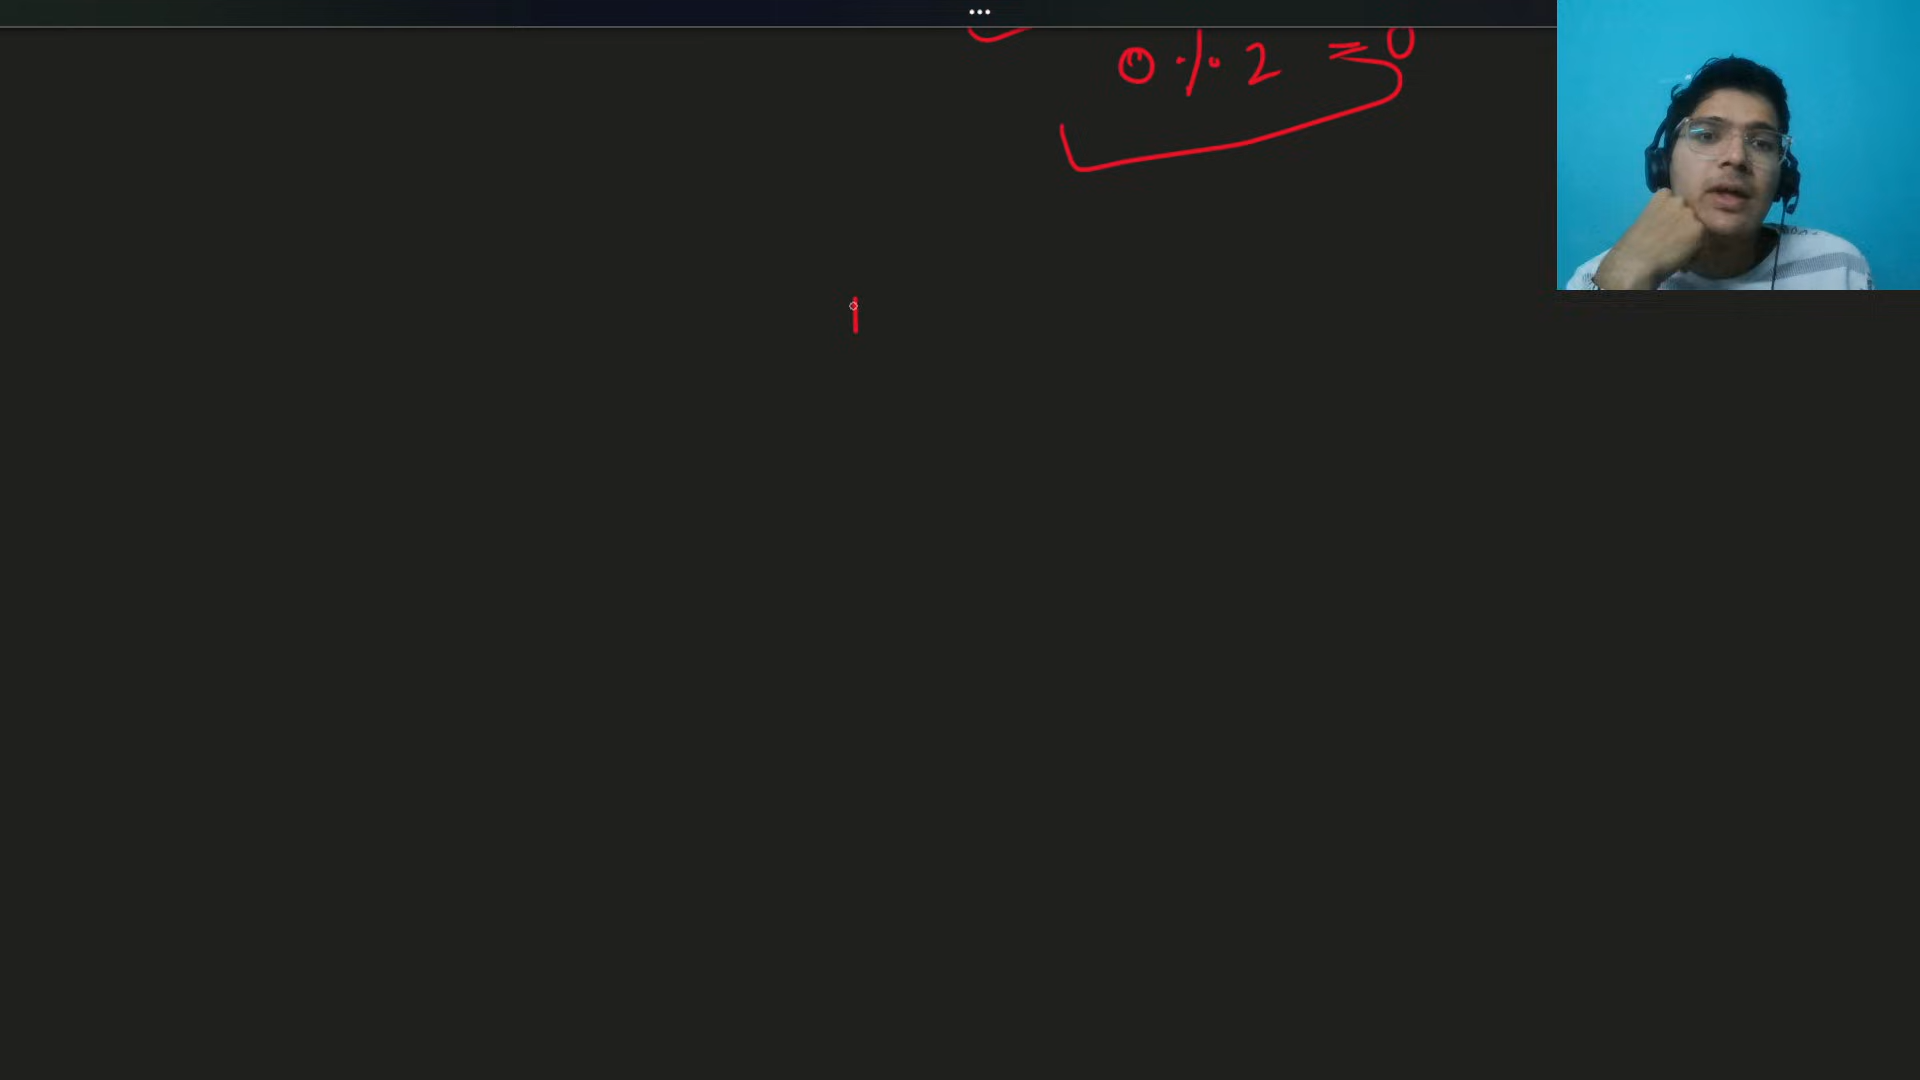 ...
0 % 2 = 0
1